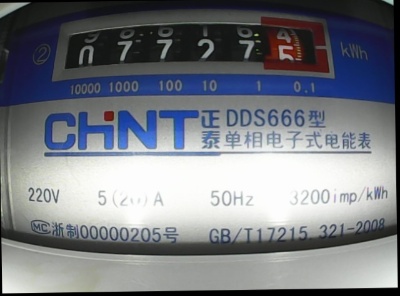 ② 07727 5 kWh
10000 1000 100 10 1 0.1
CHNT 正泰 DDS666型
单相电子式电能表
220V 5(20)A 50Hz 3200imp/kWh
MC 浙制00000205号 GB/T17215.321-2008